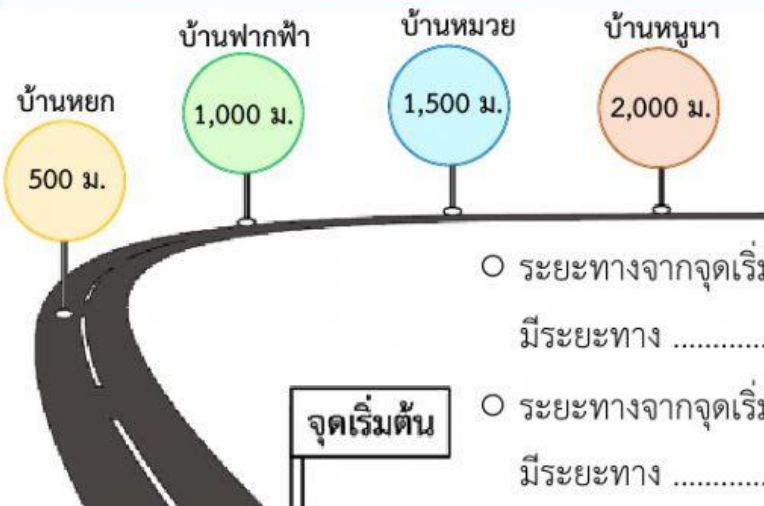 บ้านหยก
500 ม.
บ้านฟากฟ้า
1,000 ม.
บ้านหมวย
1,500 ม.
บ้านหนูนา
2,000 ม.
ระยะทางจากจุดเริ่ม
มีระยะทาง ............
ระยะทางจากจุดเริ่ม
มีระยะทาง ............
จุดเริ่มต้น